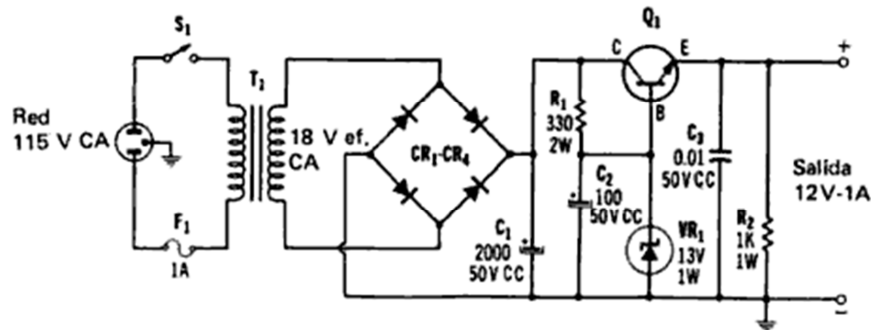 S₁
Red
115 V CA
F₁
1A
T₁
18 V ef.
CA
CR₁-CR₄
C₁
2000
50V CC
R₁
330
2W
C₂
100
50V CC
Q₁
C
E
B
VR₁
13V
1W
C₃
0.01
50V CC
R₂
1K
1W
+
Salida
12V-1A
−